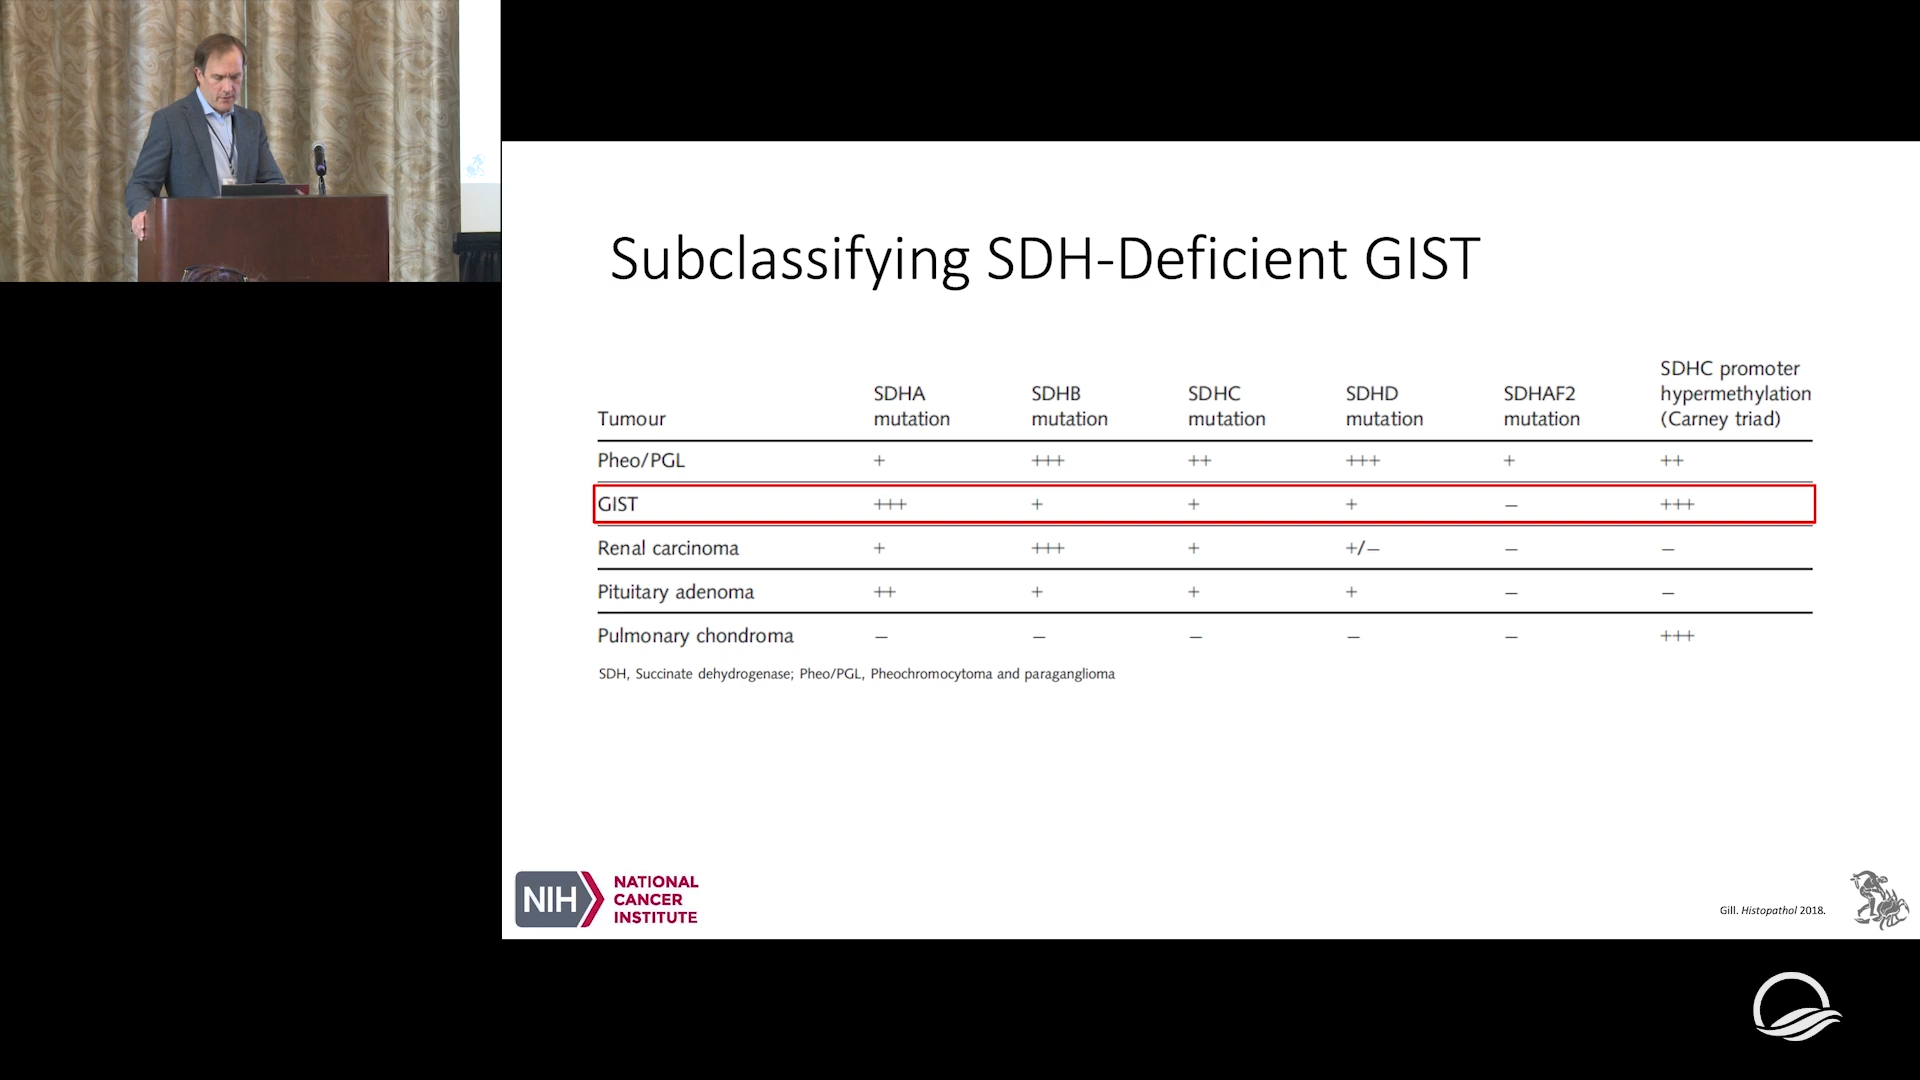 Subclassifying SDH-Deficient GIST
SDHC promoter
SDHA SDHB SDHC SDHD SDHAF2 hypermethylation
Tumour mutation mutation mutation mutation mutation (Carney triad)
Pheo/PGL + +++ ++ +++ + ++
GIST +++ + + + – +++
Renal carcinoma + +++ + +/– – –
Pituitary adenoma ++ + + + – –
Pulmonary chondroma – – – – – +++
SDH, Succinate dehydrogenase; Pheo/PGL, Pheochromocytoma and paraganglioma
NIH NATIONAL
CANCER
INSTITUTE
Gill. Histopathol 2018.